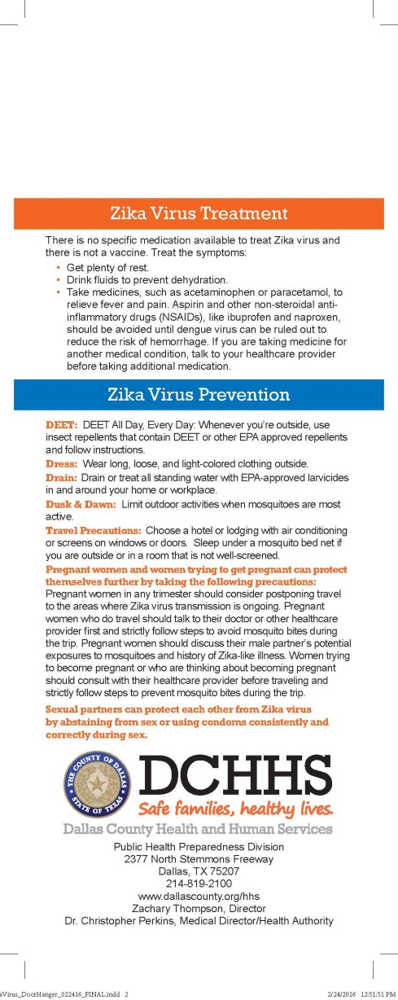 Zika Virus Treatment
There is no specific medication available to treat Zika virus and
there is not a vaccine. Treat the symptoms:
• Get plenty of rest.
• Drink fluids to prevent dehydration.
• Take medicines, such as acetaminophen or paracetamol, to
relieve fever and pain. Aspirin and other non-steroidal anti-
inflammatory drugs (NSAIDs), like ibuprofen and naproxen,
should be avoided until dengue virus can be ruled out to
reduce the risk of hemorrhage. If you are taking medicine for
another medical condition, talk to your healthcare provider
before taking additional medication.
Zika Virus Prevention
DEET: DEET All Day, Every Day: Whenever you're outside, use
insect repellents that contain DEET or other EPA approved repellents
and follow instructions.
Dress: Wear long, loose, and light-colored clothing outside.
Drain: Drain or treat all standing water with EPA-approved larvicides
in and around your home or workplace.
Dusk & Dawn: Limit outdoor activities when mosquitoes are most
active.
Travel Precautions: Choose a hotel or lodging with air conditioning
or screens on windows or doors. Sleep under a mosquito bed net if
you are outside or in a room that is not well-screened.
Pregnant women and women trying to get pregnant can protect
themselves further by taking the following precautions:
Pregnant women in any trimester should consider postponing travel
to the areas where Zika virus transmission is ongoing. Pregnant
women who do travel should talk to their doctor or other healthcare
provider first and strictly follow steps to avoid mosquito bites during
the trip. Pregnant women should discuss their male partner's potential
exposures to mosquitoes and history of Zika-like illness. Women trying
to become pregnant or who are thinking about becoming pregnant
should consult with their healthcare provider before traveling and
strictly follow steps to prevent mosquito bites during the trip.
Sexual partners can protect each other from Zika virus
by abstaining from sex or using condoms consistently and
correctly during sex.
THE COUNTY OF DALLAS
STATE OF TEXAS
DCHHS
Safe families, healthy lives.
Dallas County Health and Human Services
Public Health Preparedness Division
2377 North Stemmons Freeway
Dallas, TX 75207
214-819-2100
www.dallascounty.org/hhs
Zachary Thompson, Director
Dr. Christopher Perkins, Medical Director/Health Authority
aVirus_DoorHanger_022416_FINAL.indd 2
2/24/2016 12:51:51 PM